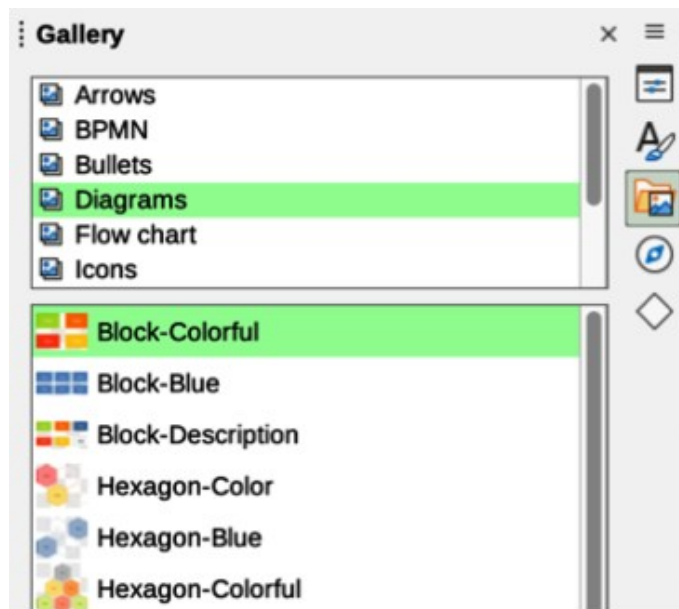 Gallery
Arrows
BPMN
Bullets
Diagrams
Flow chart
Icons
Block-Colorful
Block-Blue
Block-Description
Hexagon-Color
Hexagon-Blue
Hexagon-Colorful